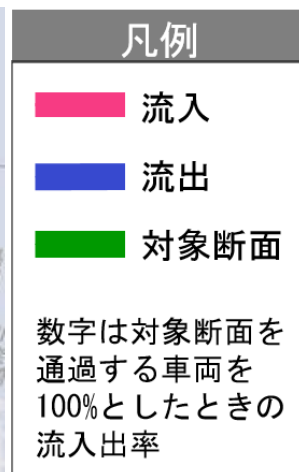 凡例
流入
流出
対象断面
数字は対象断面を
通過する車両を
100%としたときの
流入出率